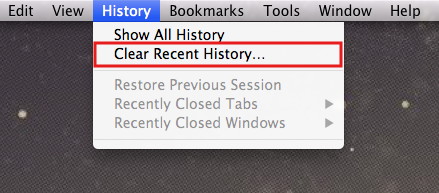 Edit View History Bookmarks Tools Window Help
Show All History
Clear Recent History...
Restore Previous Session
Recently Closed Tabs
Recently Closed Windows